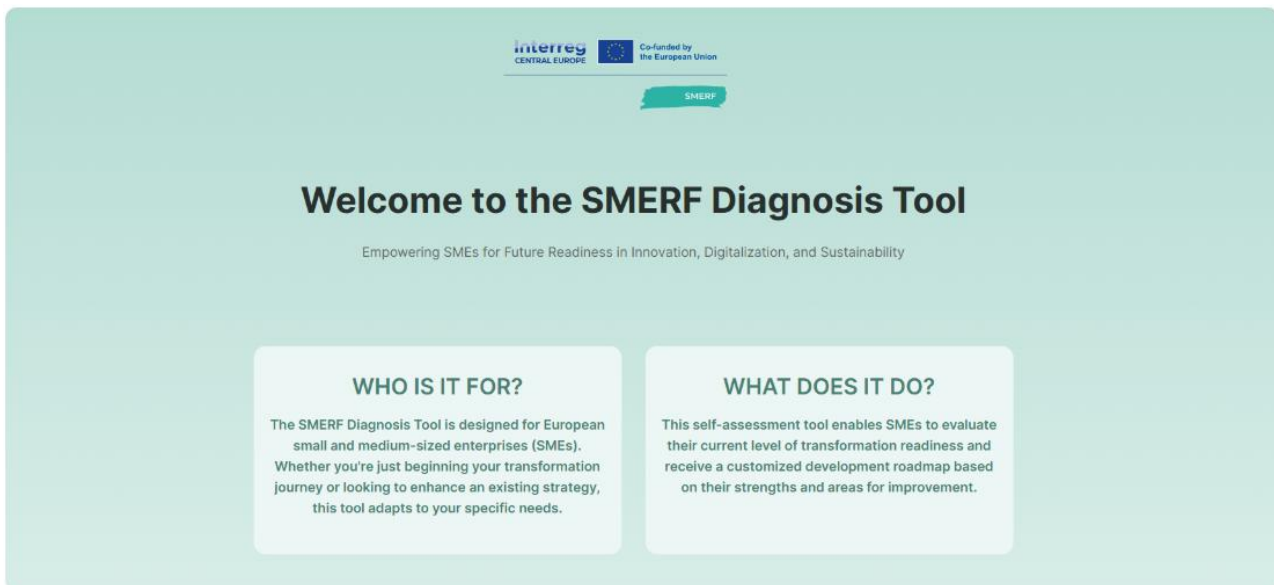 Interreg
CENTRAL EUROPE
Co-funded by
the European Union
SMERF
Welcome to the SMERF Diagnosis Tool
Empowering SMEs for Future Readiness in Innovation, Digitalization, and Sustainability
WHO IS IT FOR?
The SMERF Diagnosis Tool is designed for European
small and medium-sized enterprises (SMEs).
Whether you're just beginning your transformation
journey or looking to enhance an existing strategy,
this tool adapts to your specific needs.
WHAT DOES IT DO?
This self-assessment tool enables SMEs to evaluate
their current level of transformation readiness and
receive a customized development roadmap based
on their strengths and areas for improvement.